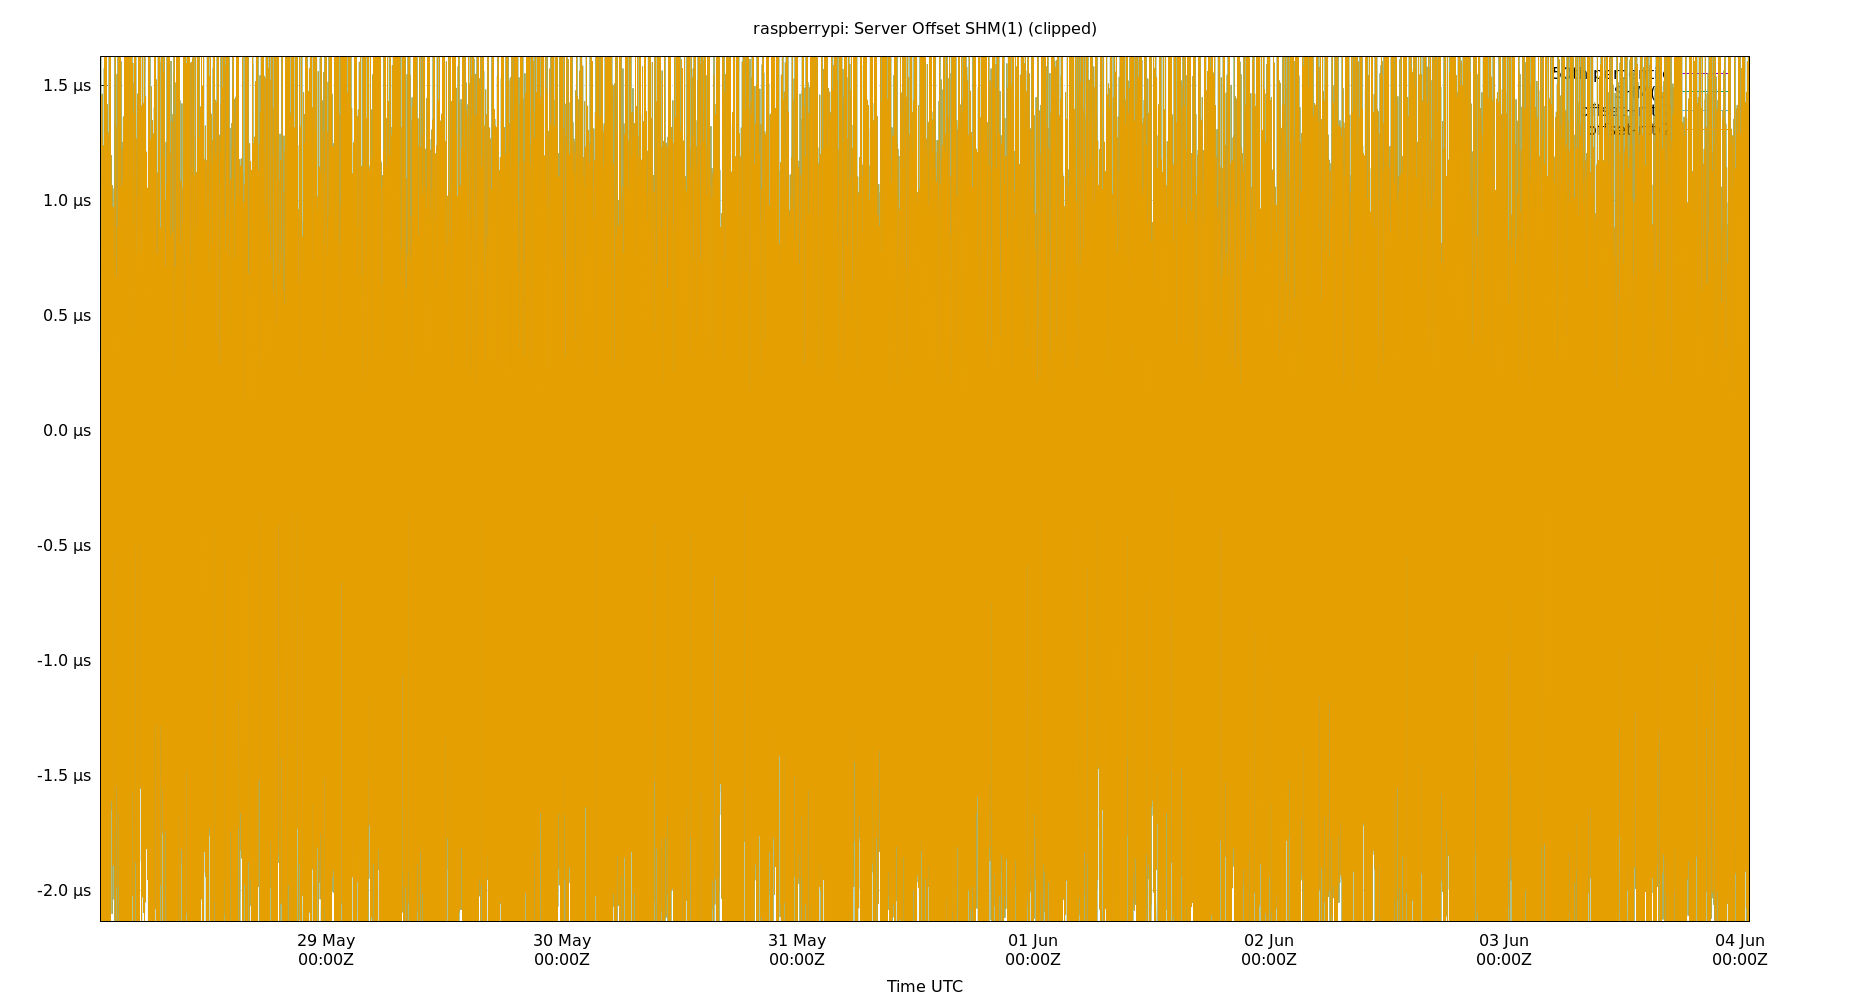 raspberrypi: Server Offset SHM(1) (clipped)
1.5 µs
1.0 µs
0.5 µs
0.0 µs
-0.5 µs
-1.0 µs
-1.5 µs
-2.0 µs
29 May 30 May 31 May 01 Jun 02 Jun 03 Jun 04 Jun
00:00Z 00:00Z 00:00Z 00:00Z 00:00Z 00:00Z 00:00Z
Time UTC